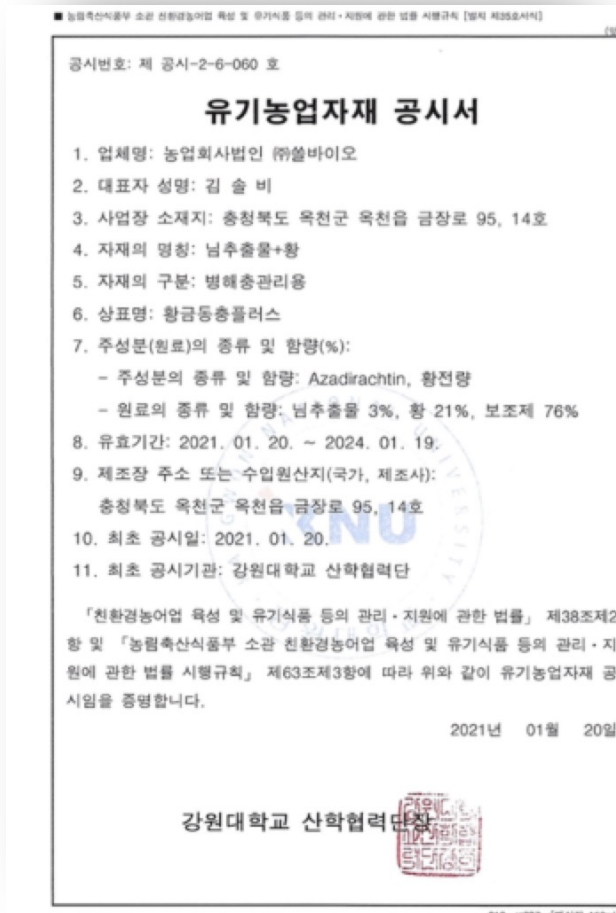 ■ 농림축산식품부 소관 친환경농어업 육성 및 유기식품 등의 관리·지원에 관한 법률 시행규칙 [별지 제35호서식]
공시번호: 제 공시-2-6-060 호
유기농업자재 공시서
1. 업체명: 농업회사법인 ㈜쏠바이오
2. 대표자 성명: 김 솔 비
3. 사업장 소재지: 충청북도 옥천군 옥천읍 금장로 95, 14호
4. 자재의 명칭: 님추출물+황
5. 자재의 구분: 병해충관리용
6. 상표명: 황금동충플러스
7. 주성분(원료)의 종류 및 함량(%):
- 주성분의 종류 및 함량: Azadirachtin, 황전량
- 원료의 종류 및 함량: 님추출물 3%, 황 21%, 보조제 76%
8. 유효기간: 2021. 01. 20. ~ 2024. 01. 19.
9. 제조장 주소 또는 수입원산지(국가, 제조사):
충청북도 옥천군 옥천읍 금장로 95, 14호
KNU
10. 최초 공시일: 2021. 01. 20.
11. 최초 공시기관: 강원대학교 산학협력단
「친환경농어업 육성 및 유기식품 등의 관리·지원에 관한 법률」 제38조제2
항 및 「농림축산식품부 소관 친환경농어업 육성 및 유기식품 등의 관리·지
원에 관한 법률 시행규칙」 제63조제3항에 따라 위와 같이 유기농업자재 공
시임을 증명합니다.
2021년 01월 20일
강원대학교 산학협력단장